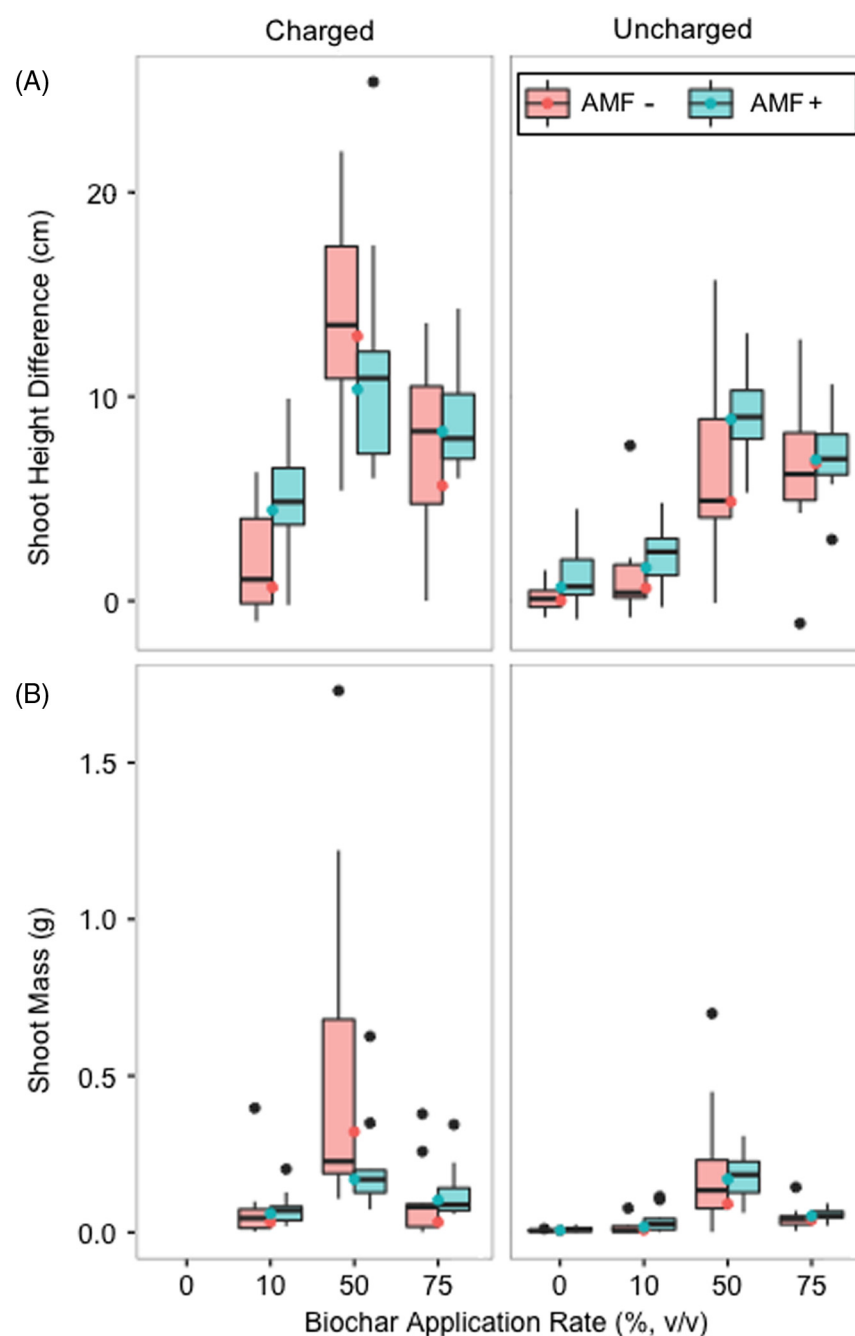 Charged Uncharged
(A)
AMF - AMF +
Shoot Height Difference (cm)
20
10
0
(B)
Shoot Mass (g)
1.5
1.0
0.5
0.0
0 10 50 75 0 10 50 75
Biochar Application Rate (%, v/v)